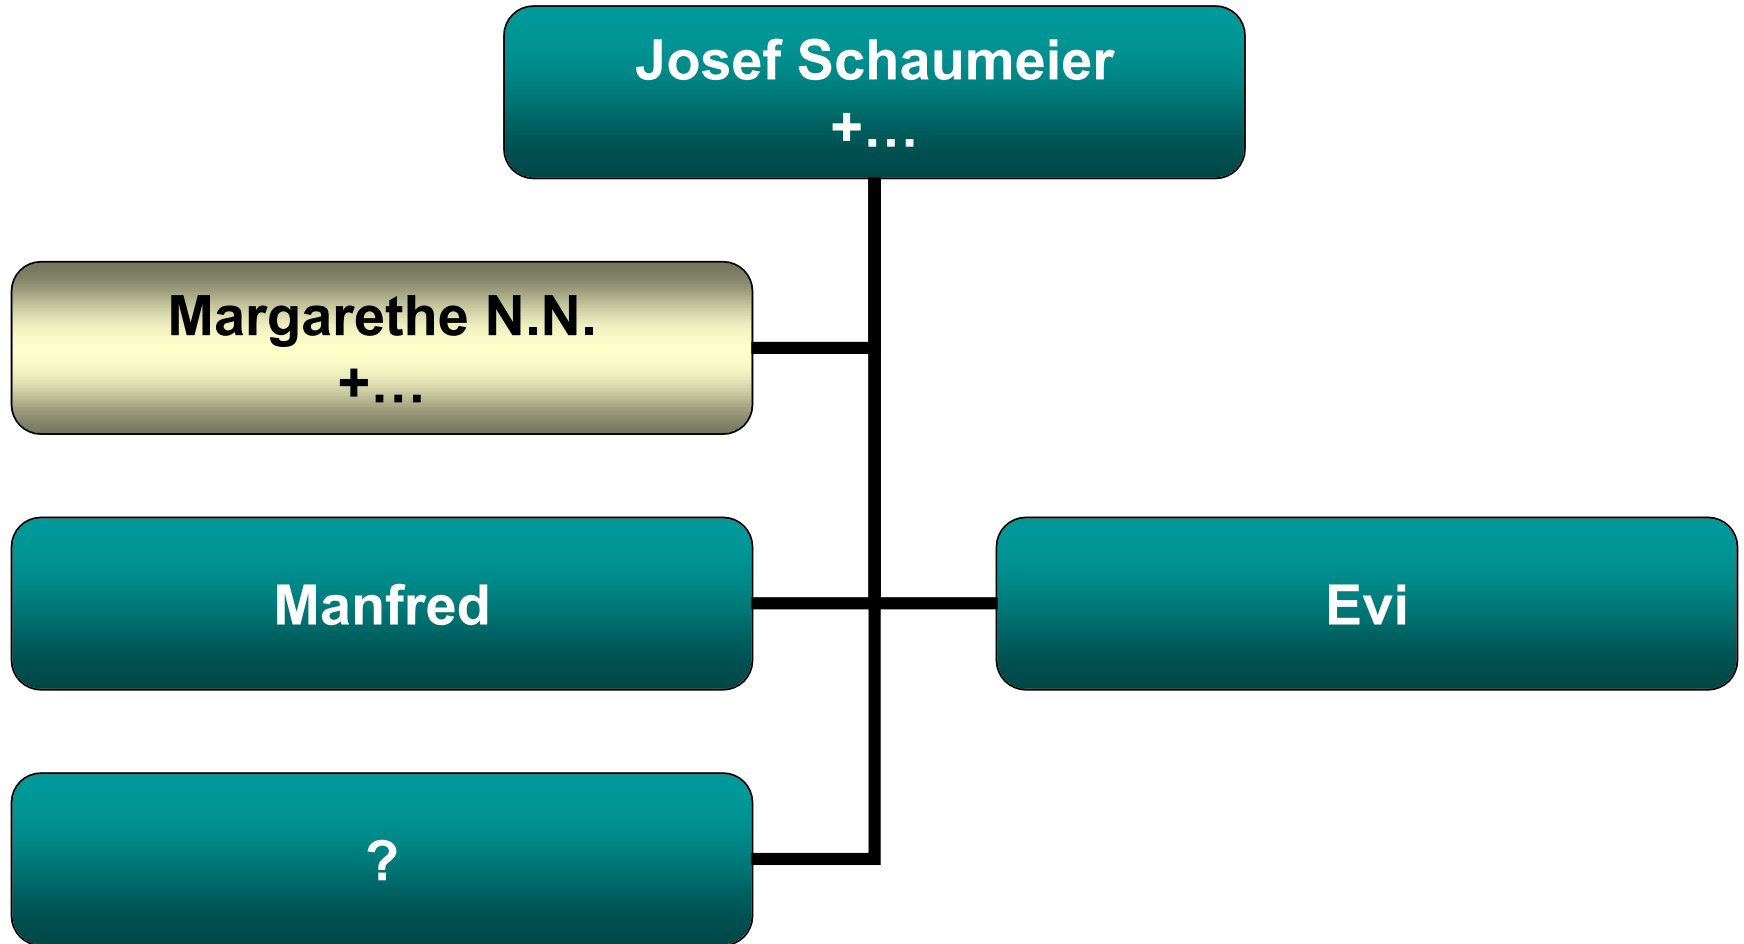 Josef Schaumeier
+…
Margarethe N.N.
+…
Manfred
Evi
?